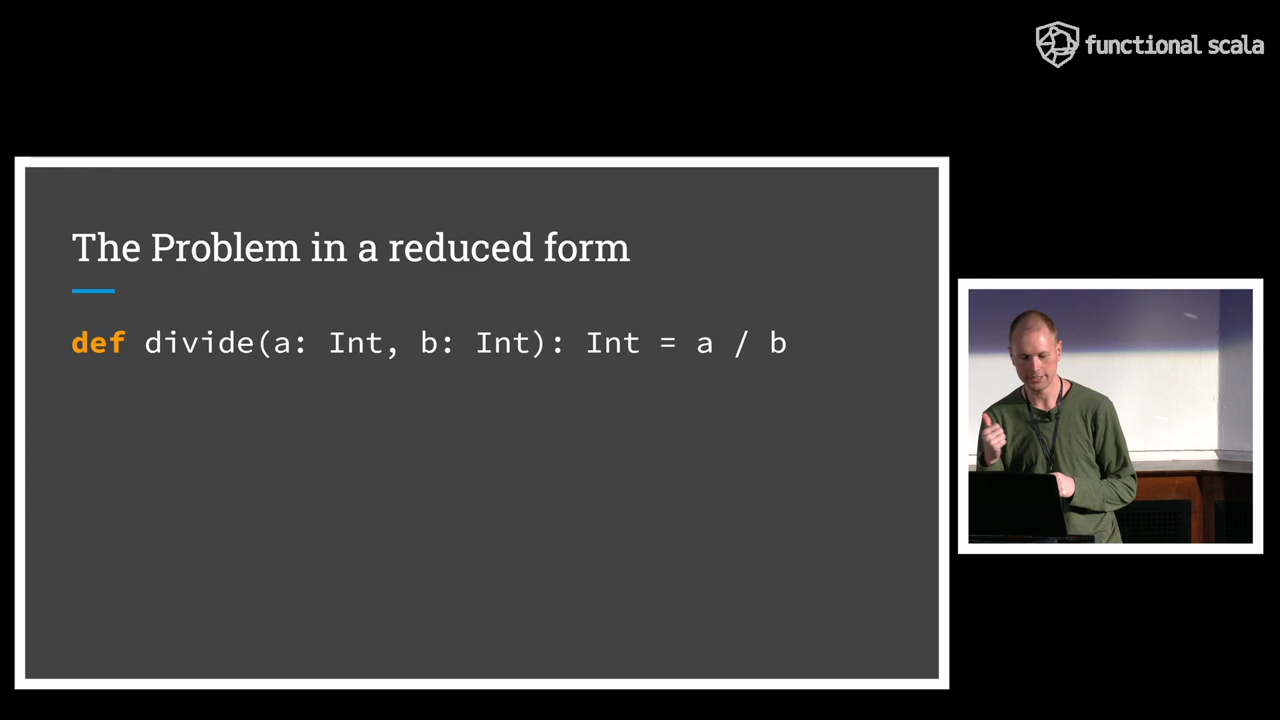 functional scala
The Problem in a reduced form
def divide(a: Int, b: Int): Int = a / b